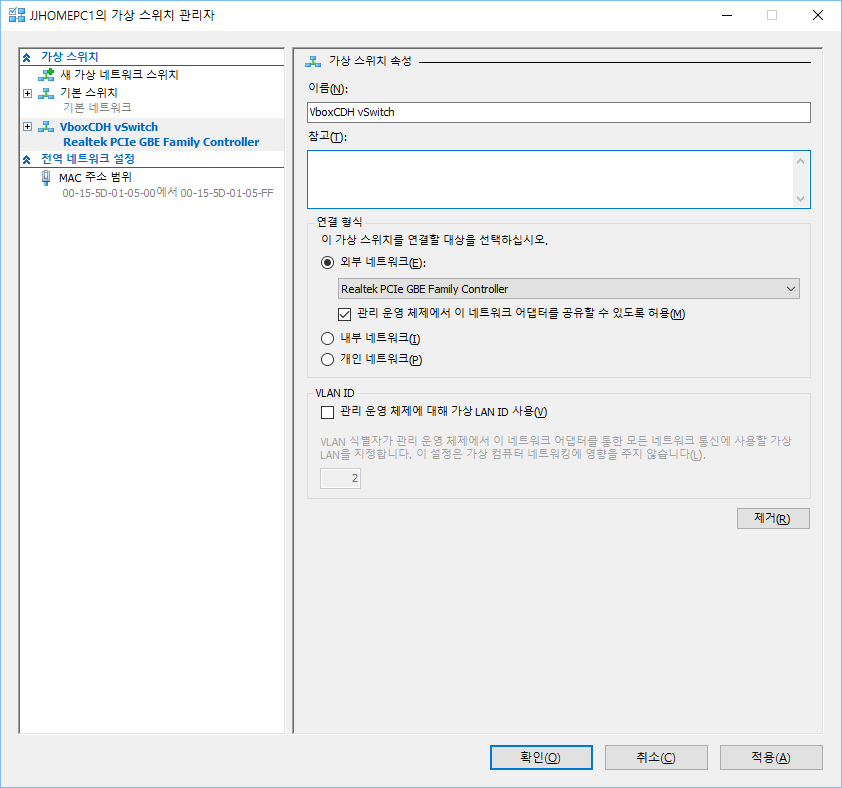 JJHOMEPC1의 가상 스위치 관리자
가상 스위치
새 가상 네트워크 스위치
기본 스위치
기본 네트워크
VboxCDH vSwitch
Realtek PCIe GBE Family Controller
전역 네트워크 설정
MAC 주소 범위
00-15-5D-01-05-00에서 00-15-5D-01-05-FF
가상 스위치 속성
이름(N):
VboxCDH vSwitch
참고(T):
연결 형식
이 가상 스위치를 연결할 대상을 선택하십시오.
외부 네트워크(E):
Realtek PCIe GBE Family Controller
관리 운영 체제에서 이 네트워크 어댑터를 공유할 수 있도록 허용(M)
내부 네트워크(I)
개인 네트워크(P)
VLAN ID
관리 운영 체제에 대해 가상 LAN ID 사용(V)
VLAN 식별자가 관리 운영 체제에서 이 네트워크 어댑터를 통한 모든 네트워크 통신에 사용할 가상
LAN을 지정합니다. 이 설정은 가상 컴퓨터 네트워킹에 영향을 주지 않습니다(L).
2
제거(R)
확인(O)
취소(C)
적용(A)